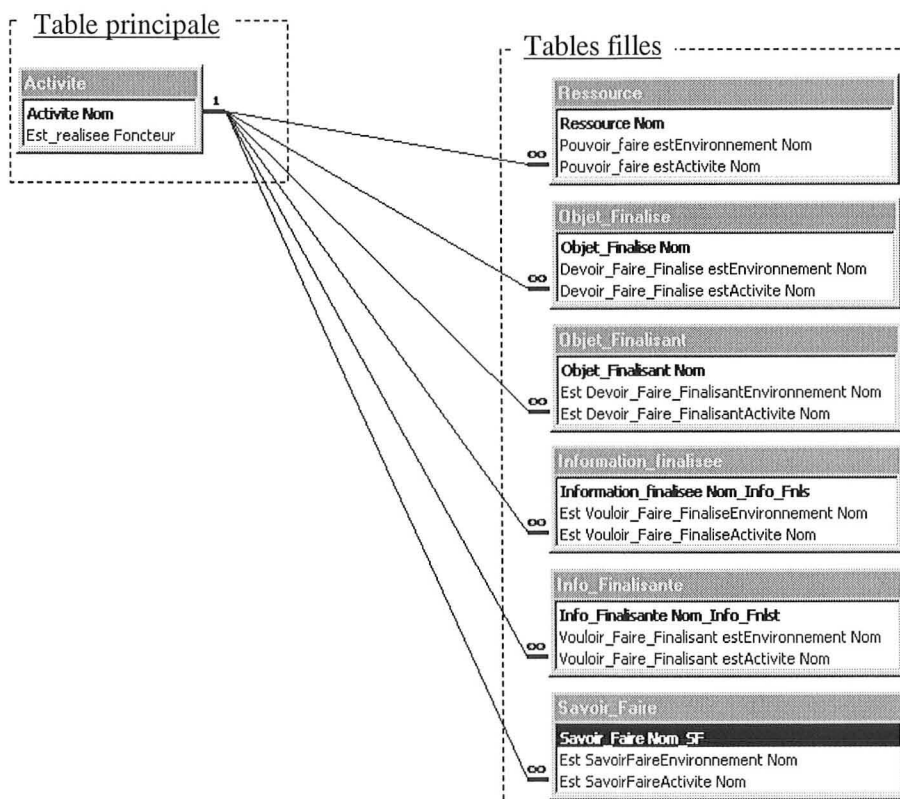 Table principale
Activite
Activite Nom
Est_realisee Foncteur
1
Tables filles
Ressource
Ressource Nom
Pouvoir_faire estEnvironnement Nom
Pouvoir_faire estActivite Nom
∞
Objet_Finalise
Objet_Finalise Nom
Devoir_Faire_Finalise estEnvironnement Nom
Devoir_Faire_Finalise estActivite Nom
∞
Objet_Finalisant
Objet_Finalisant Nom
Est Devoir_Faire_FinalisantEnvironnement Nom
Est Devoir_Faire_FinalisantActivite Nom
∞
Information_finalisee
Information_finalisee Nom_Info_Fnls
Est Vouloir_Faire_FinaliseEnvironnement Nom
Est Vouloir_Faire_FinaliseActivite Nom
∞
Info_Finalisante
Info_Finalisante Nom_Info_Fnlst
Vouloir_Faire_Finalisant estEnvironnement Nom
Vouloir_Faire_Finalisant estActivite Nom
∞
Savoir_Faire
Savoir_Faire Nom_SF
Est SavoirFaireEnvironnement Nom
Est SavoirFaireActivite Nom
∞